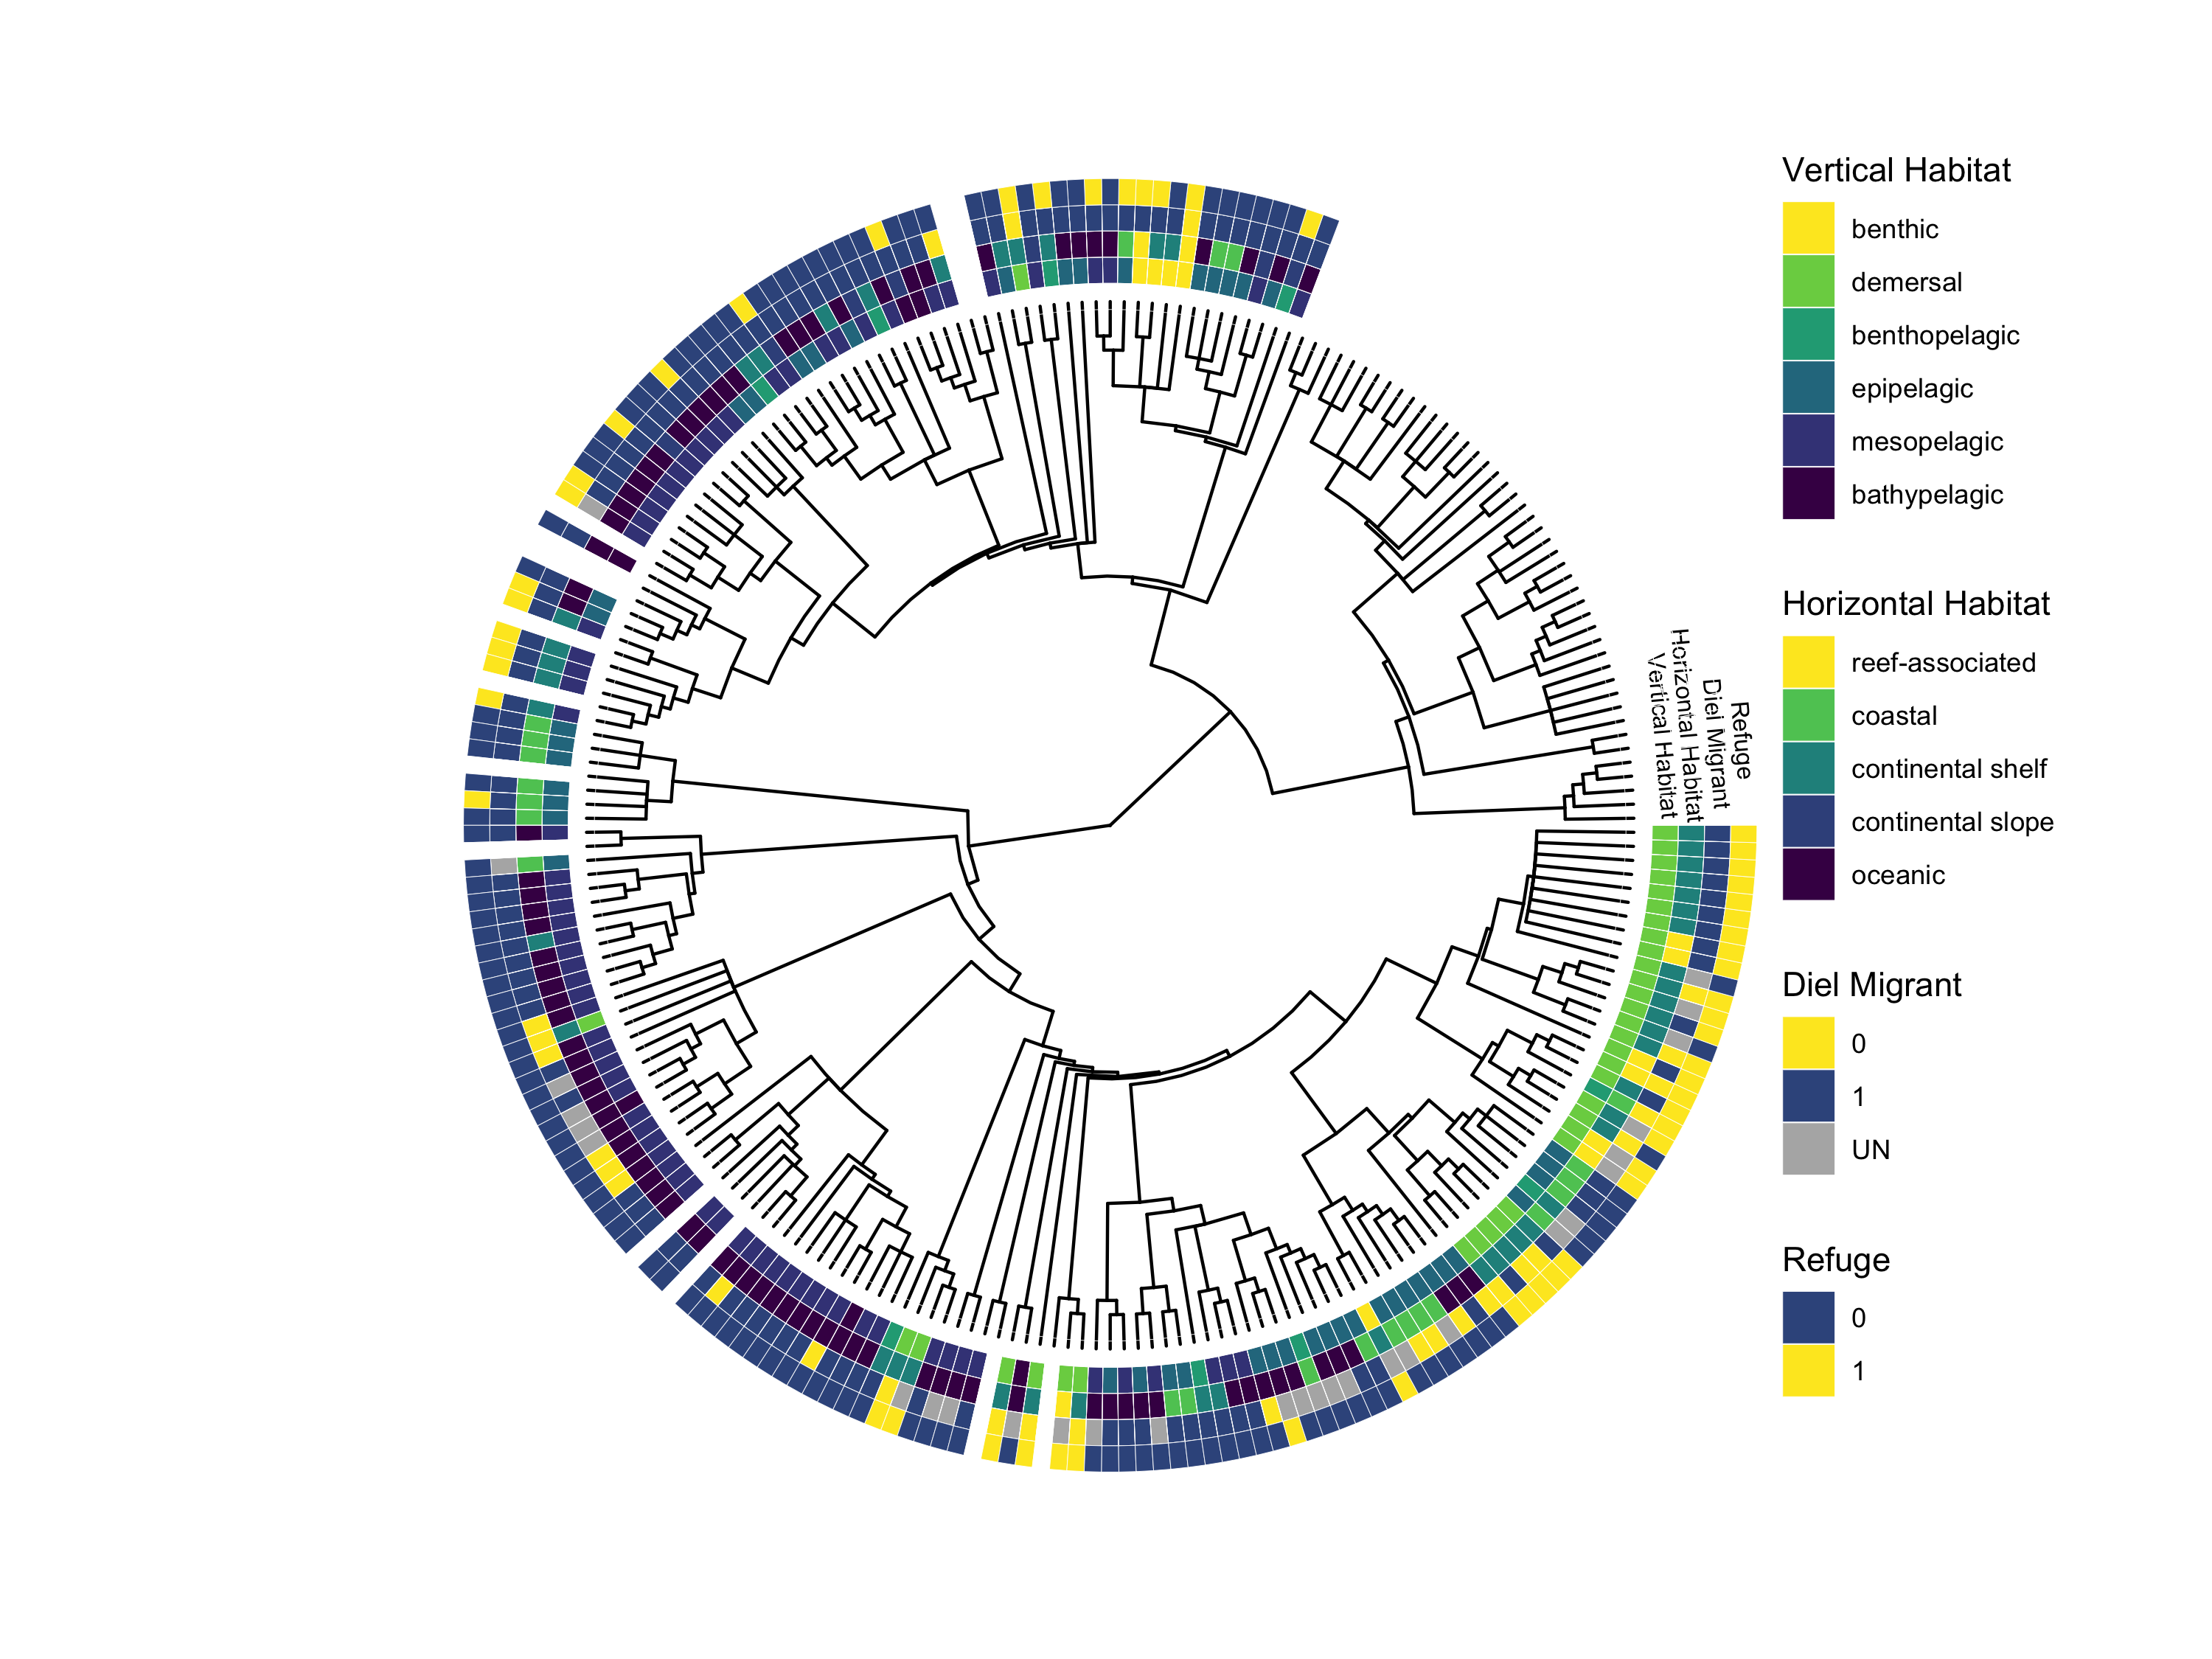 Vertical Habitat
benthic
demersal
benthopelagic
epipelagic
mesopelagic
bathypelagic
Horizontal Habitat
reef-associated
coastal
continental shelf
continental slope
oceanic
Diel Migrant
0
1
UN
Refuge
0
1
Vertical Habitat
Horizontal Habitat
Diel Migrant
Refuge